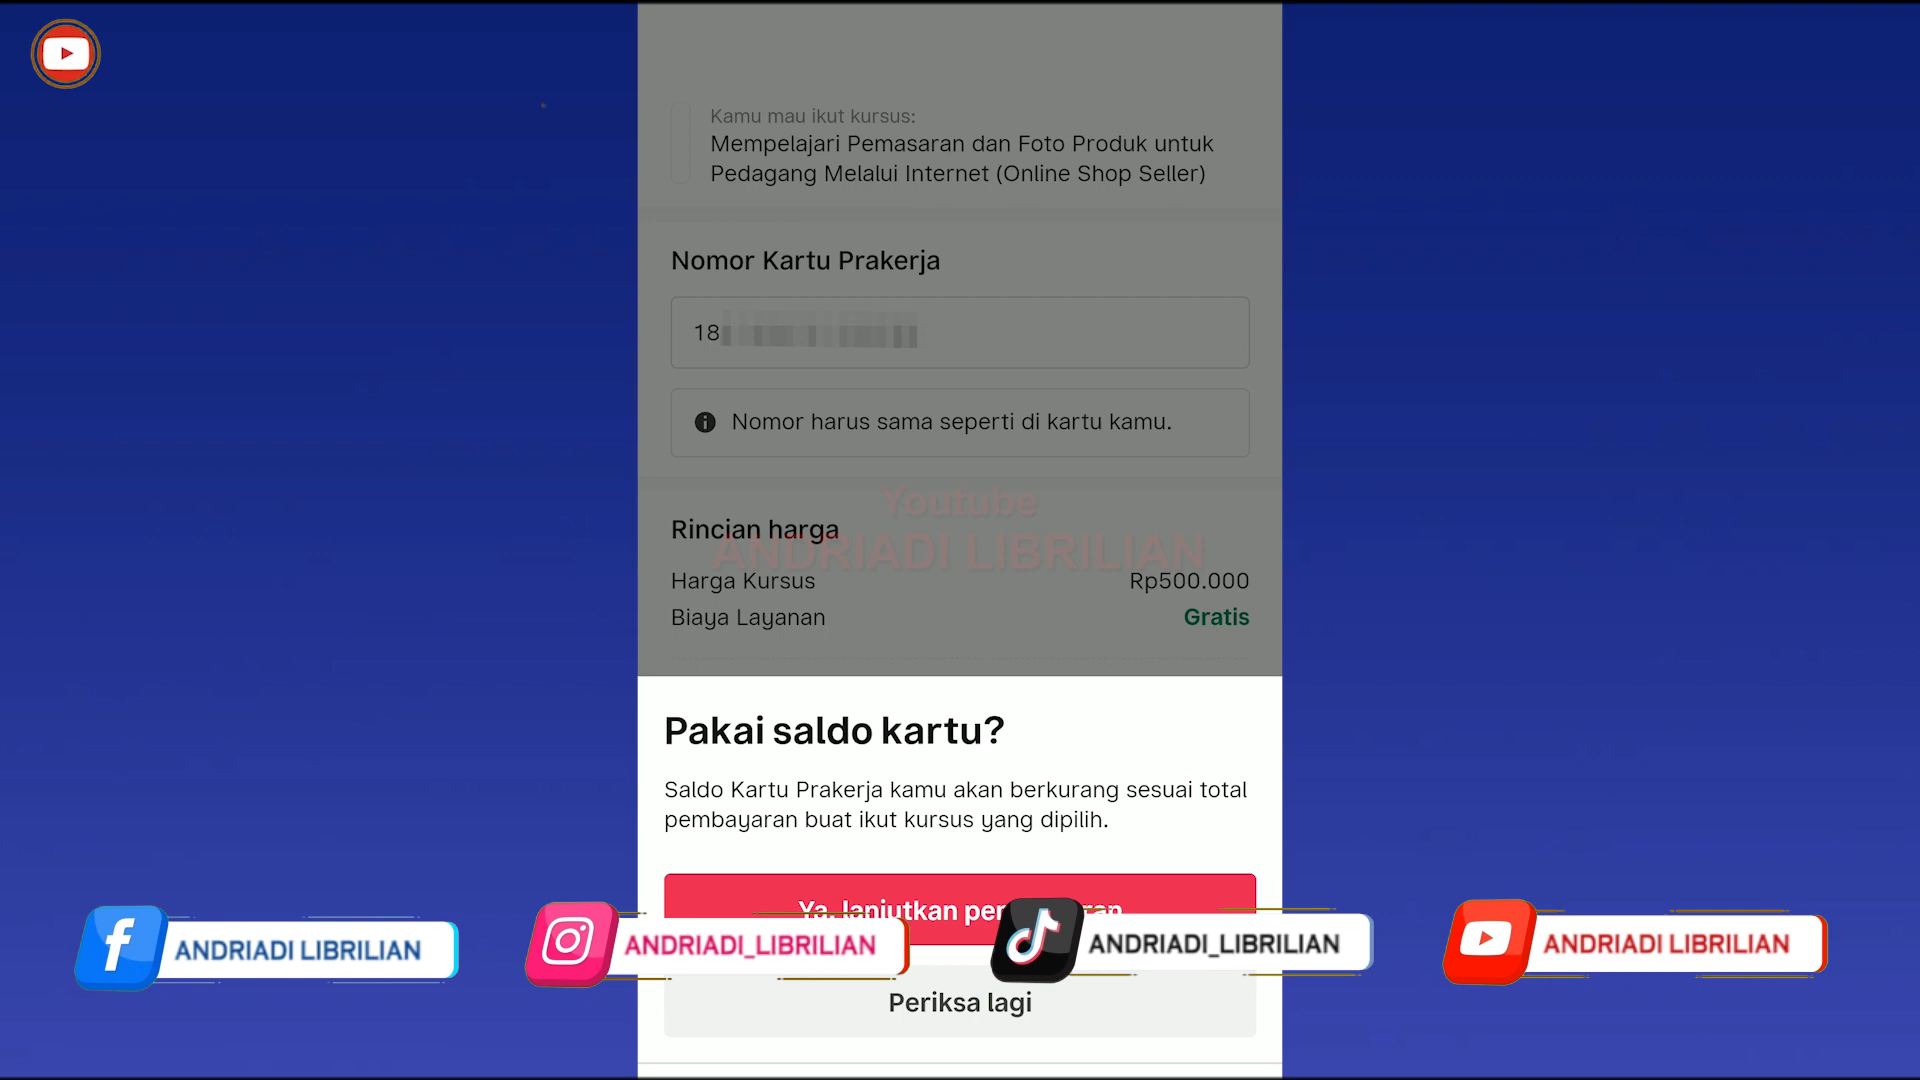 Kamu mau ikut kursus:
Mempelajari Pemasaran dan Foto Produk untuk
Pedagang Melalui Internet (Online Shop Seller)
Nomor Kartu Prakerja
18
Nomor harus sama seperti di kartu kamu.
Youtube
ANDRIADI LIBRILIAN
Rincian harga
Harga Kursus Rp500.000
Biaya Layanan Gratis
Pakai saldo kartu?
Saldo Kartu Prakerja kamu akan berkurang sesuai total
pembayaran buat ikut kursus yang dipilih.
Ya, lanjutkan
ANDRIADI LIBRILIAN
ANDRIADI_LIBRILIAN
ANDRIADI_LIBRILIAN
ANDRIADI LIBRILIAN
Periksa lagi